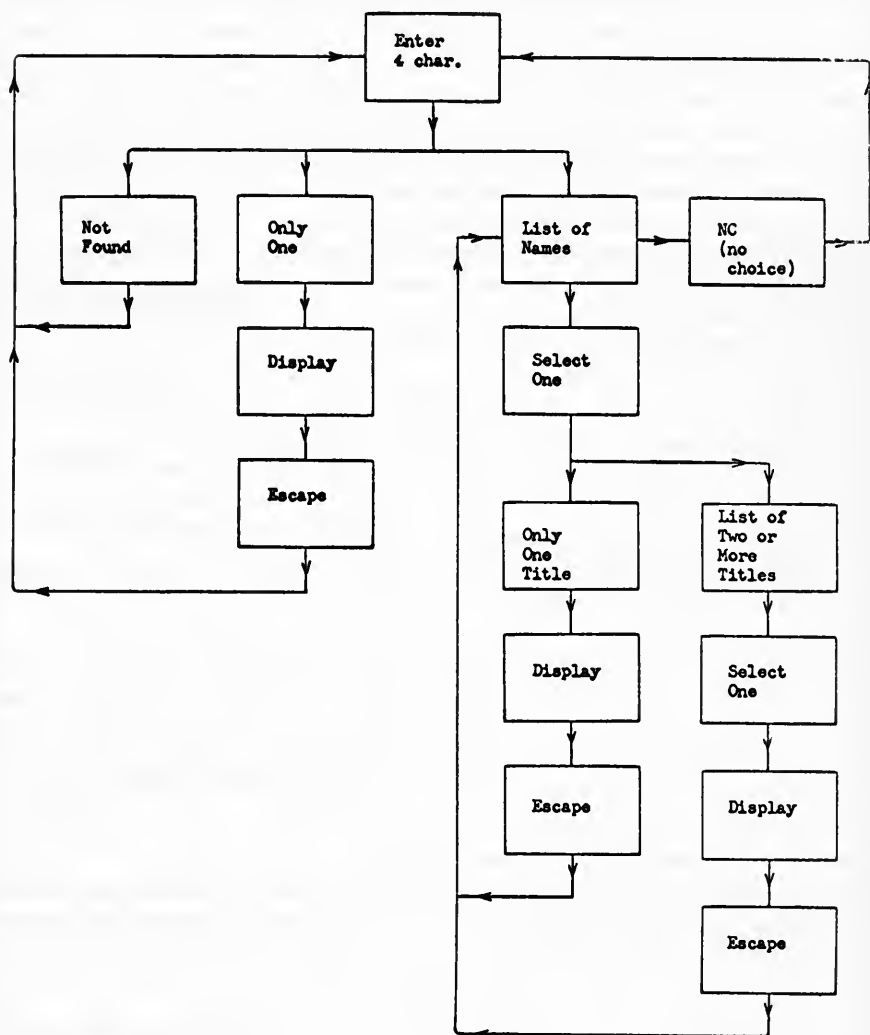 Enter
4 char.
Not
Found
Only
One
List of
Names
NC
(no
choice)
Display
Select
One
Escape
Only
One
Title
List of
Two or
More
Titles
Display
Select
One
Escape
Display
Escape